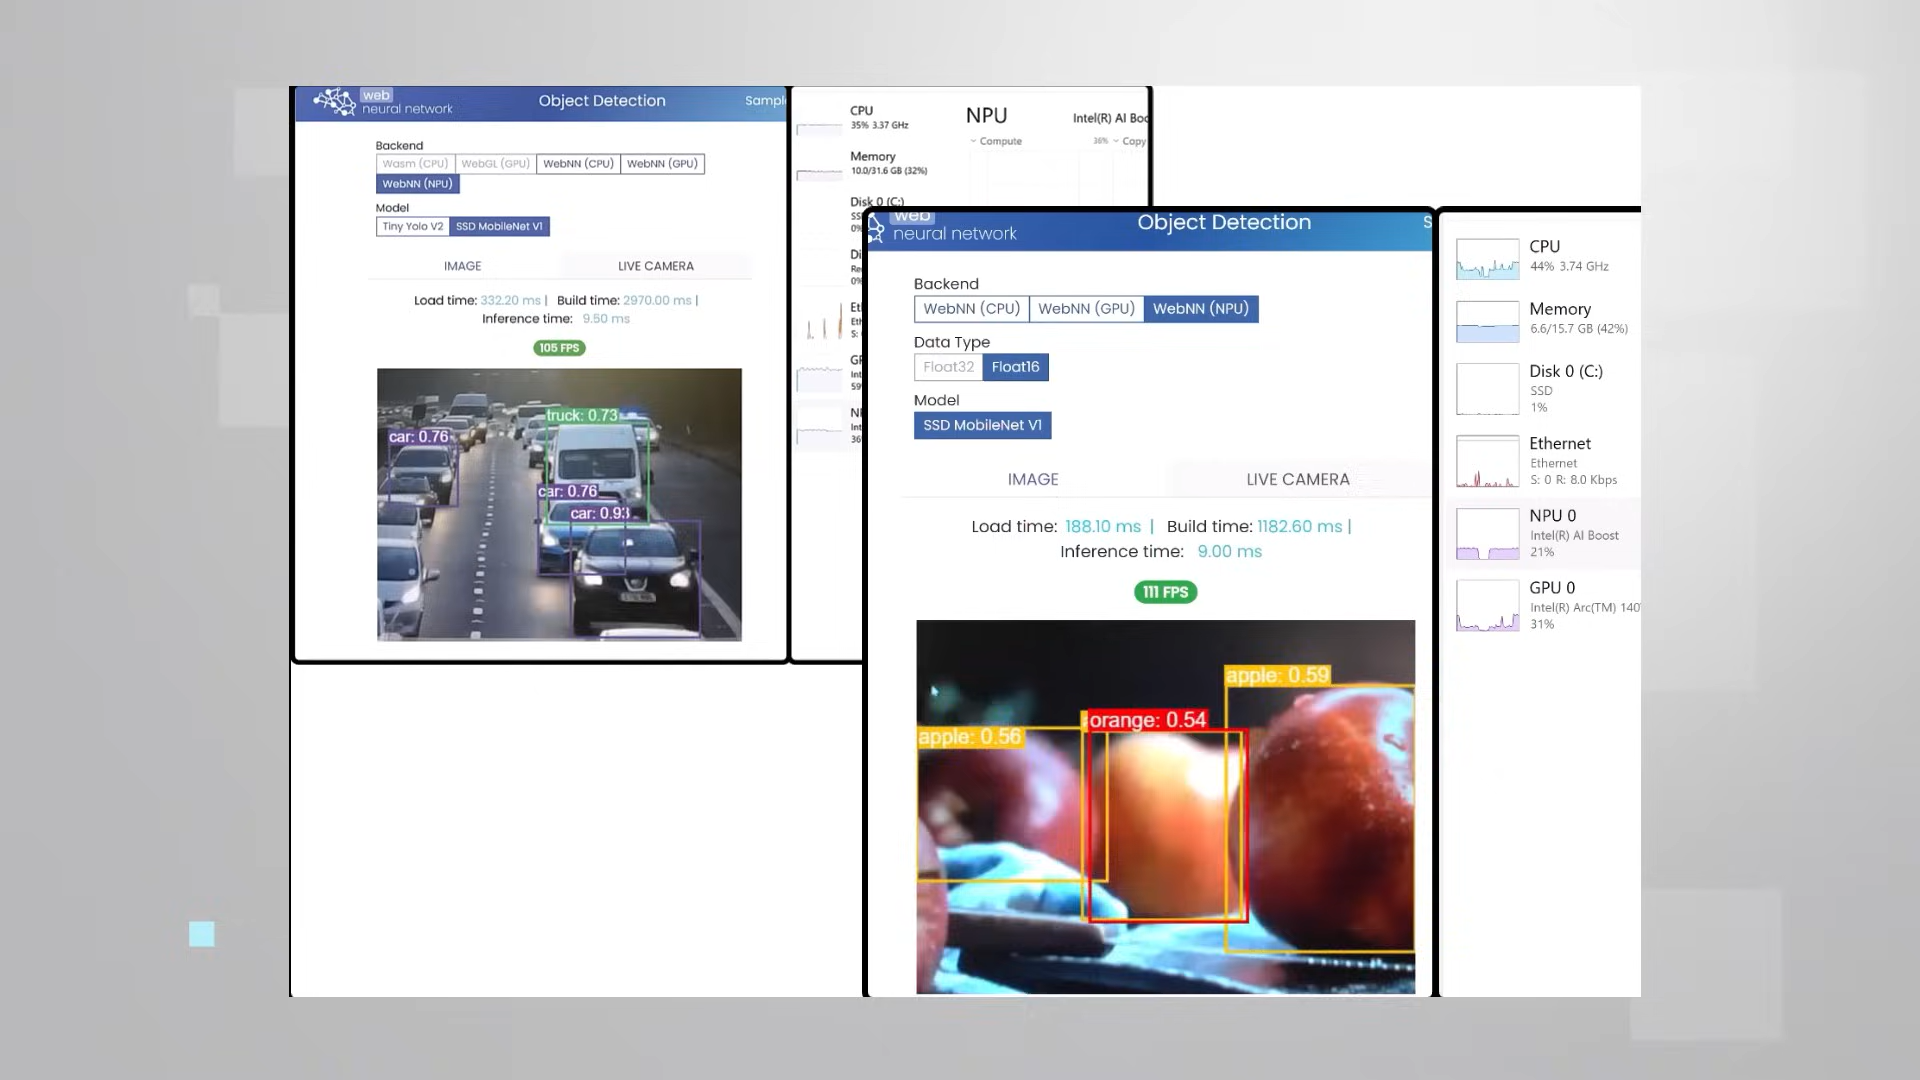 web
neural network
Object Detection
Backend
Wasm (CPU) WebGL (GPU) WebNN (CPU) WebNN (GPU)
WebNN (NPU)
Model
Tiny Yolo V2 SSD MobileNet V1
IMAGE LIVE CAMERA
Load time: 332.20 ms | Build time: 2970.00 ms |
Inference time: 9.50 ms
105 FPS
truck: 0.73
car: 0.76
car: 0.76
car: 0.93
CPU
35% 3.37 GHz
Memory
10.0/31.6 GB (32%)
Disk 0 (C:)
0%
0%
NPU
Intel(R) AI
Compute 36% Copy
web
neural network
Object Detection
Backend
WebNN (CPU) WebNN (GPU) WebNN (NPU)
Data Type
Float32 Float16
Model
SSD MobileNet V1
IMAGE LIVE CAMERA
Load time: 188.10 ms | Build time: 1182.60 ms |
Inference time: 9.00 ms
111 FPS
apple: 0.59
orange: 0.54
apple: 0.56
CPU
44% 3.74 GHz
Memory
6.6/15.7 GB (42%)
Disk 0 (C:)
SSD
1%
Ethernet
Ethernet
S: 0 R: 8.0 Kbps
NPU 0
Intel(R) AI Boost
21%
GPU 0
Intel(R) Arc(TM) 140
31%